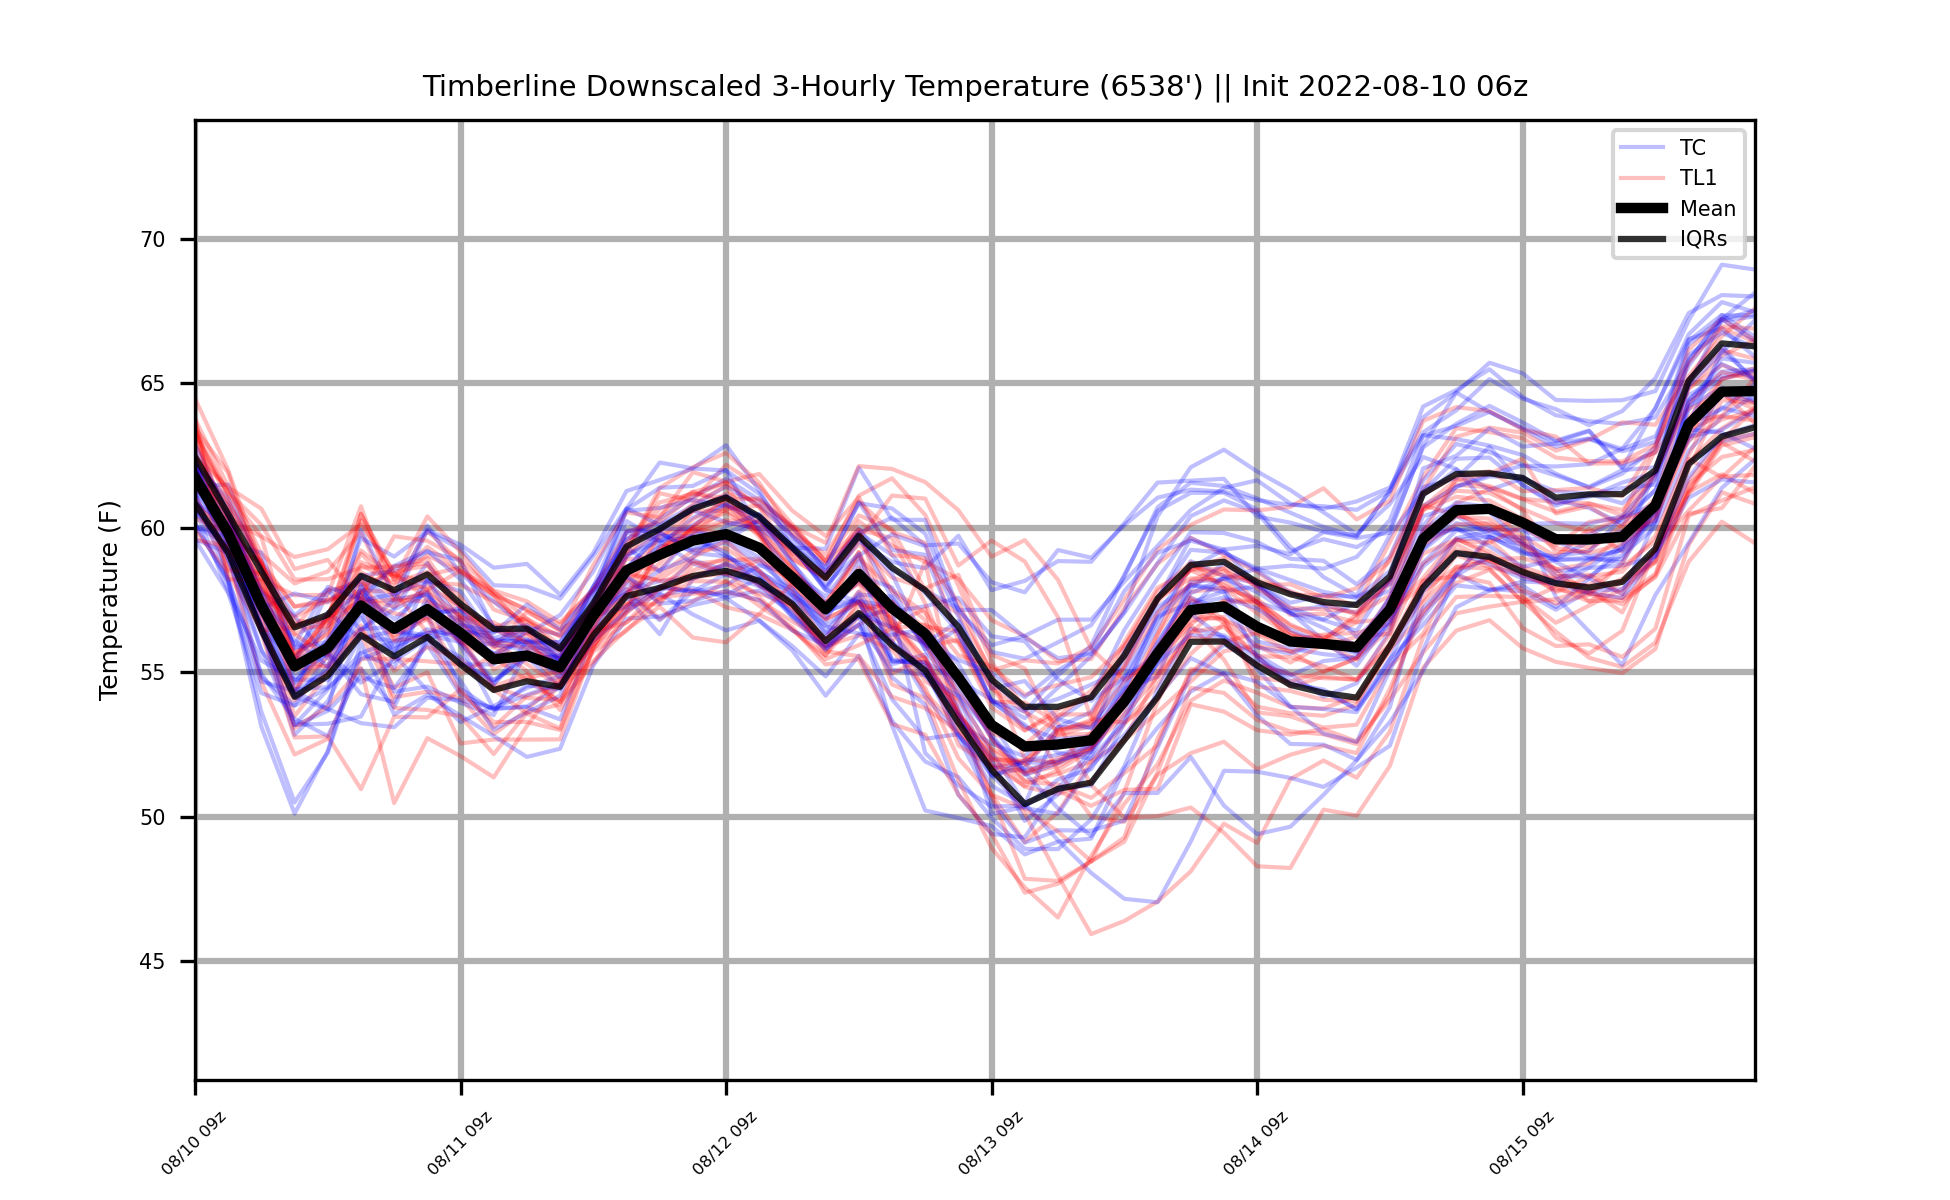 Timberline Downscaled 3-Hourly Temperature (6538') || Init 2022-08-10 06z
TC
TL1
Mean
IQRs
Temperature (F)
70
65
60
55
50
45
08/10 09z
08/11 09z
08/12 09z
08/13 09z
08/14 09z
08/15 09z